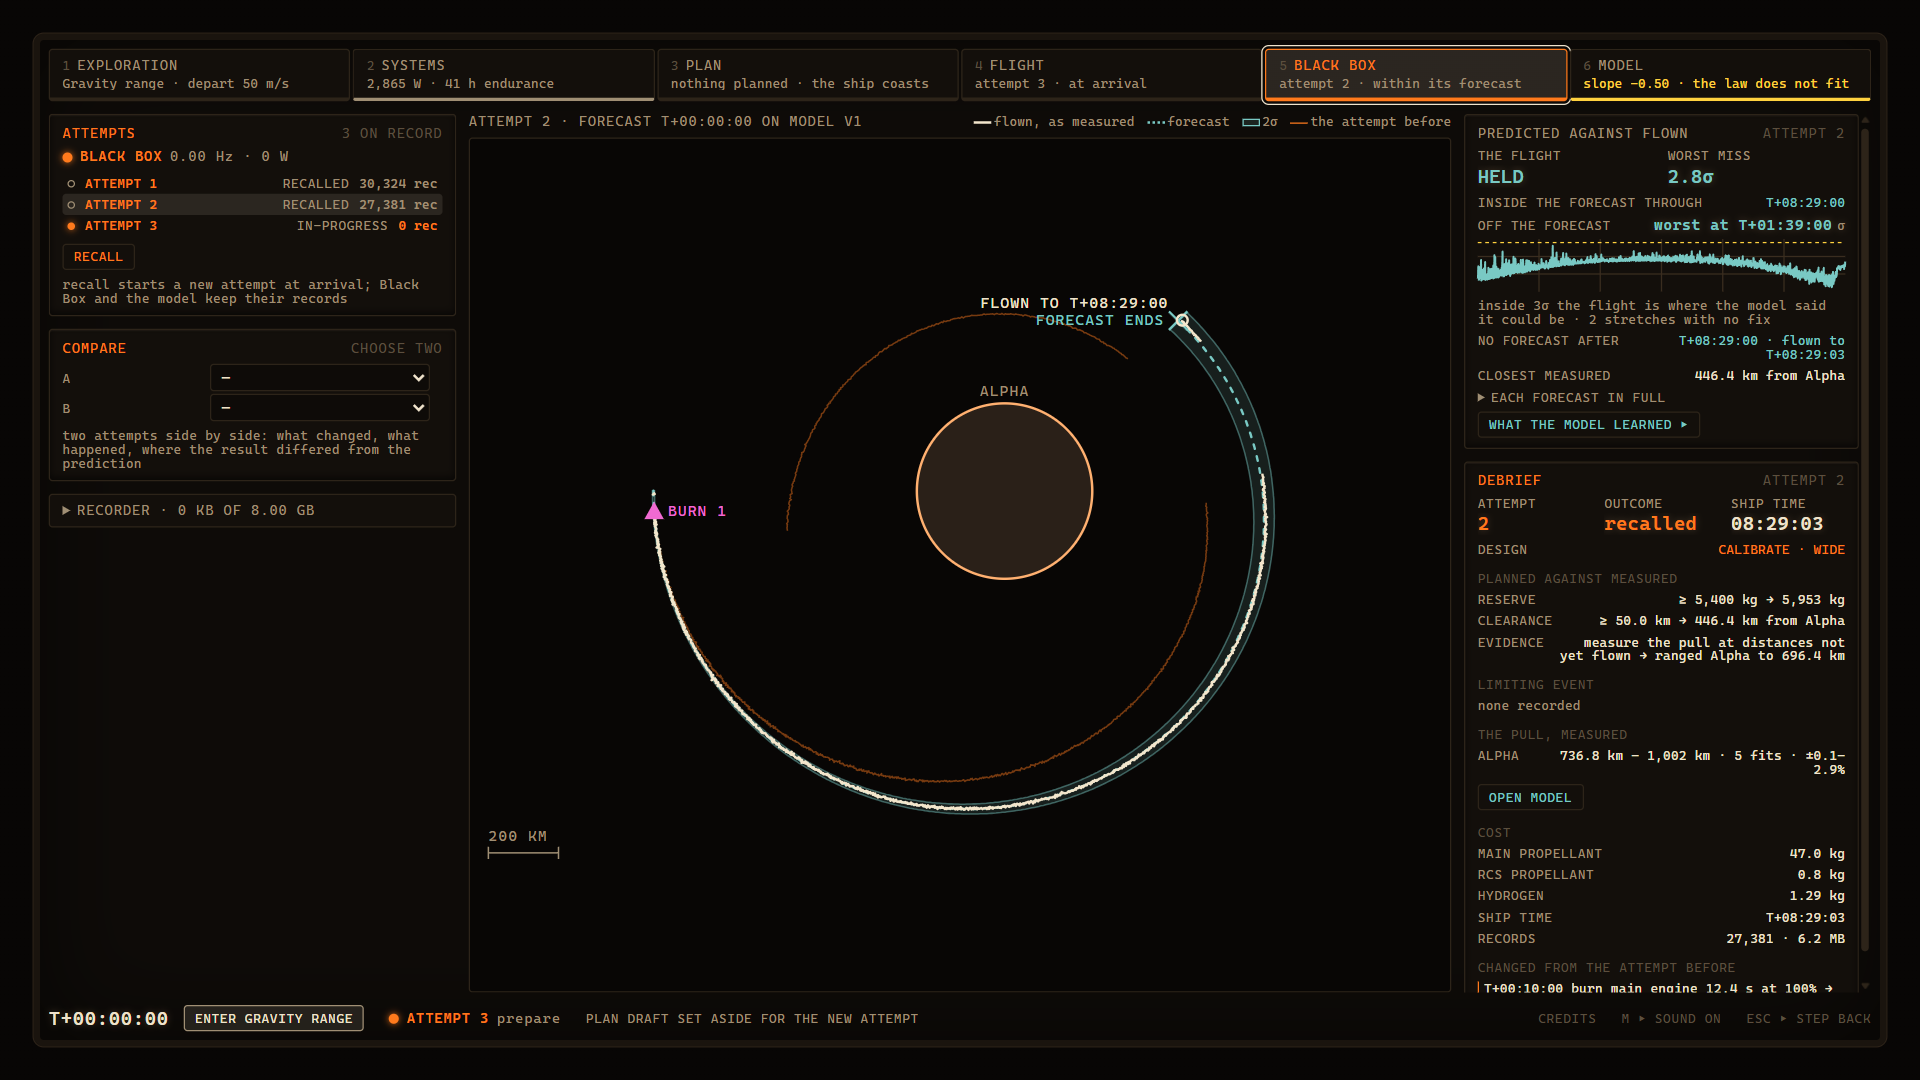 1 EXPLORATION
Gravity range · depart 50 m/s
2 SYSTEMS
2,865 W · 41 h endurance
3 PLAN
nothing planned · the ship coasts
4 FLIGHT
attempt 3 · at arrival
5 BLACK BOX
attempt 2 · within its forecast
6 MODEL
slope −0.50 · the law does not fit
ATTEMPTS 3 ON RECORD
BLACK BOX 0.00 Hz · 0 W
ATTEMPT 1 RECALLED 30,324 rec
ATTEMPT 2 RECALLED 27,381 rec
ATTEMPT 3 IN-PROGRESS 0 rec
RECALL
recall starts a new attempt at arrival; Black
Box and the model keep their records
COMPARE CHOOSE TWO
A —
B —
two attempts side by side: what changed, what
happened, where the result differed from the
prediction
▶ RECORDER · 0 KB OF 8.00 GB
ATTEMPT 2 · FORECAST T+00:00:00 ON MODEL V1
flown, as measured forecast 2σ the attempt before
FLOWN TO T+08:29:00
FORECAST ENDS
ALPHA
BURN 1
200 KM
PREDICTED AGAINST FLOWN ATTEMPT 2
THE FLIGHT WORST MISS
HELD 2.8σ
INSIDE THE FORECAST THROUGH T+08:29:00
OFF THE FORECAST worst at T+01:39:00 σ
inside 3σ the flight is where the model said
it could be · 2 stretches with no fix
NO FORECAST AFTER T+08:29:00 · flown to
T+08:29:03
CLOSEST MEASURED 446.4 km from Alpha
▶ EACH FORECAST IN FULL
WHAT THE MODEL LEARNED ▸
DEBRIEF ATTEMPT 2
ATTEMPT OUTCOME SHIP TIME
2 recalled 08:29:03
DESIGN CALIBRATE · WIDE
PLANNED AGAINST MEASURED
RESERVE ≥ 5,400 kg → 5,953 kg
CLEARANCE ≥ 50.0 km → 446.4 km from Alpha
EVIDENCE measure the pull at distances not
yet flown → ranged Alpha to 696.4 km
LIMITING EVENT
none recorded
THE PULL, MEASURED
ALPHA 736.8 km – 1,002 km · 5 fits · ±0.1–
2.9%
OPEN MODEL
COST
MAIN PROPELLANT 47.0 kg
RCS PROPELLANT 0.8 kg
HYDROGEN 1.29 kg
SHIP TIME T+08:29:03
RECORDS 27,381 · 6.2 MB
CHANGED FROM THE ATTEMPT BEFORE
T+00:10:00 burn main engine 12.4 s at 100% →
T+00:00:00 ENTER GRAVITY RANGE ATTEMPT 3 prepare PLAN DRAFT SET ASIDE FOR THE NEW ATTEMPT CREDITS M ▸ SOUND ON ESC ▸ STEP BACK